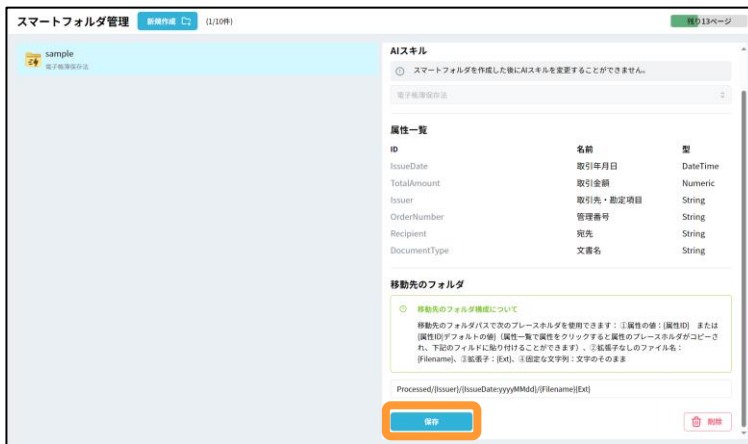 スマートフォルダ管理 新規作成 (1/10件) 残り13ページ
sample
電子帳簿保存法
AIスキル
スマートフォルダを作成した後にAIスキルを変更することができません。
電子帳簿保存法
属性一覧
ID 名前 型
IssueDate 取引年月日 DateTime
TotalAmount 取引金額 Numeric
Issuer 取引先・勘定項目 String
OrderNumber 管理番号 String
Recipient 宛先 String
DocumentType 文書名 String
移動先のフォルダ
移動先のフォルダ構成について
移動先のフォルダパスで次のプレースホルダを使用できます：①属性の値：{属性ID} または
{属性ID|デフォルトの値}（属性一覧で属性をクリックすると属性のプレースホルダがコピーさ
れ、下記のフィールドに貼り付けることができます）、②拡張子なしのファイル名：
{Filename}、③拡張子：{Ext}、④固定な文字列：文字のそのまま
Processed/{Issuer}/{IssueDate:yyyyMMdd}/{Filename}{Ext}
保存 削除